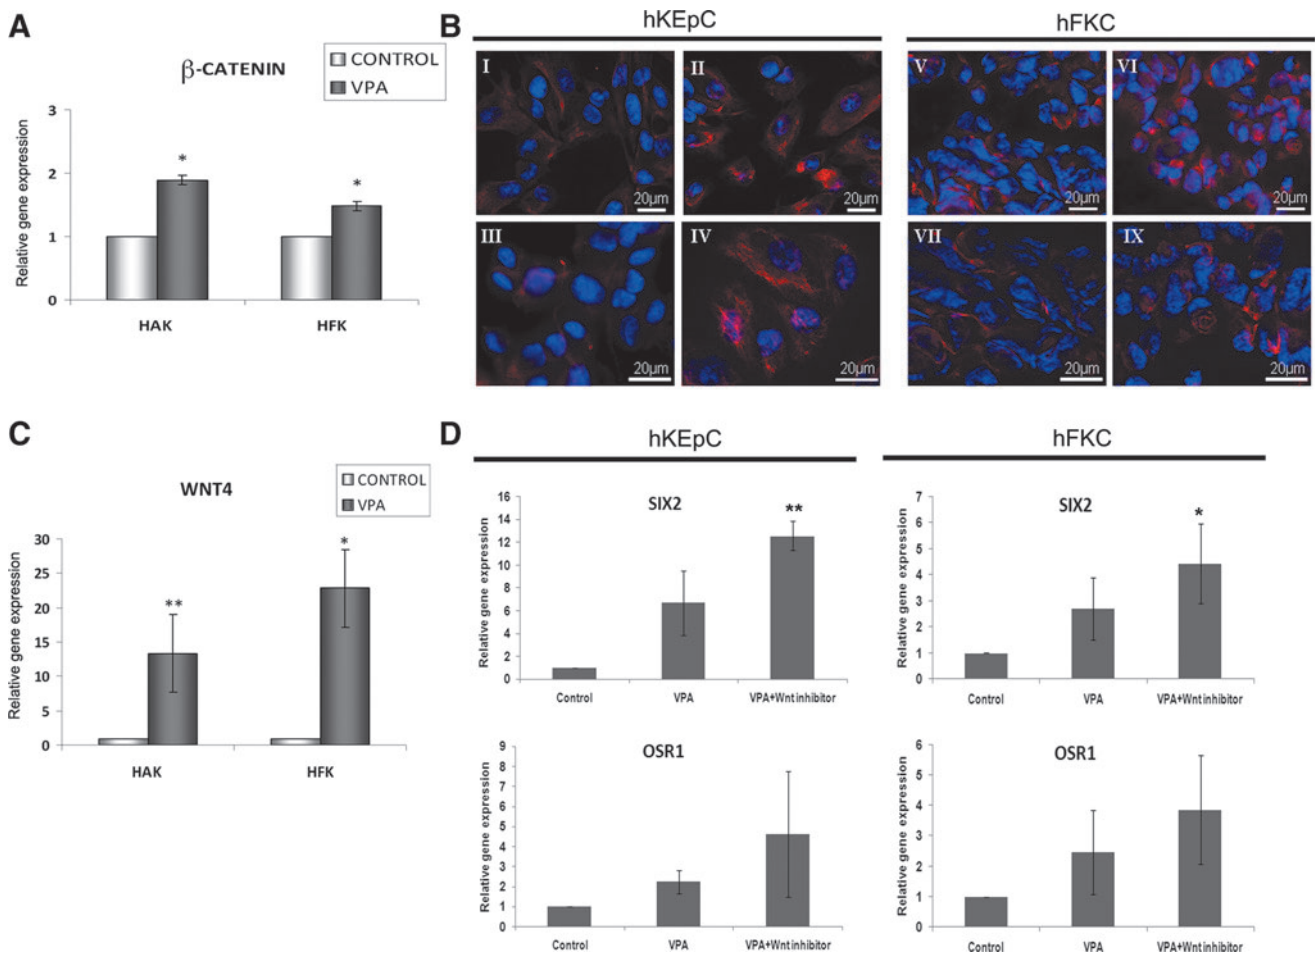 A
β-CATENIN
CONTROL
VPA
Relative gene expression
3
2
1
0
*
*
HAK
HFK
B
hKEpC
hFKC
I
20µm
II
20µm
V
20µm
VI
20µm
III
20µm
IV
20µm
VII
20µm
IX
20µm
C
WNT4
CONTROL
VPA
Relative gene expression
30
25
20
15
10
5
0
**
*
HAK
HFK
D
hKEpC
hFKC
SIX2
Relative gene expression
16
14
12
10
8
6
4
2
0
**
Control
VPA
VPA+Wnt inhibitor
SIX2
Relative gene expression
7
6
5
4
3
2
1
0
*
Control
VPA
VPA+Wnt inhibitor
OSR1
Relative gene expression
9
8
7
6
5
4
3
2
1
0
Control
VPA
VPA+Wnt inhibitor
OSR1
Relative gene expression
6
5
4
3
2
1
0
Control
VPA
VPA+Wnt inhibitor